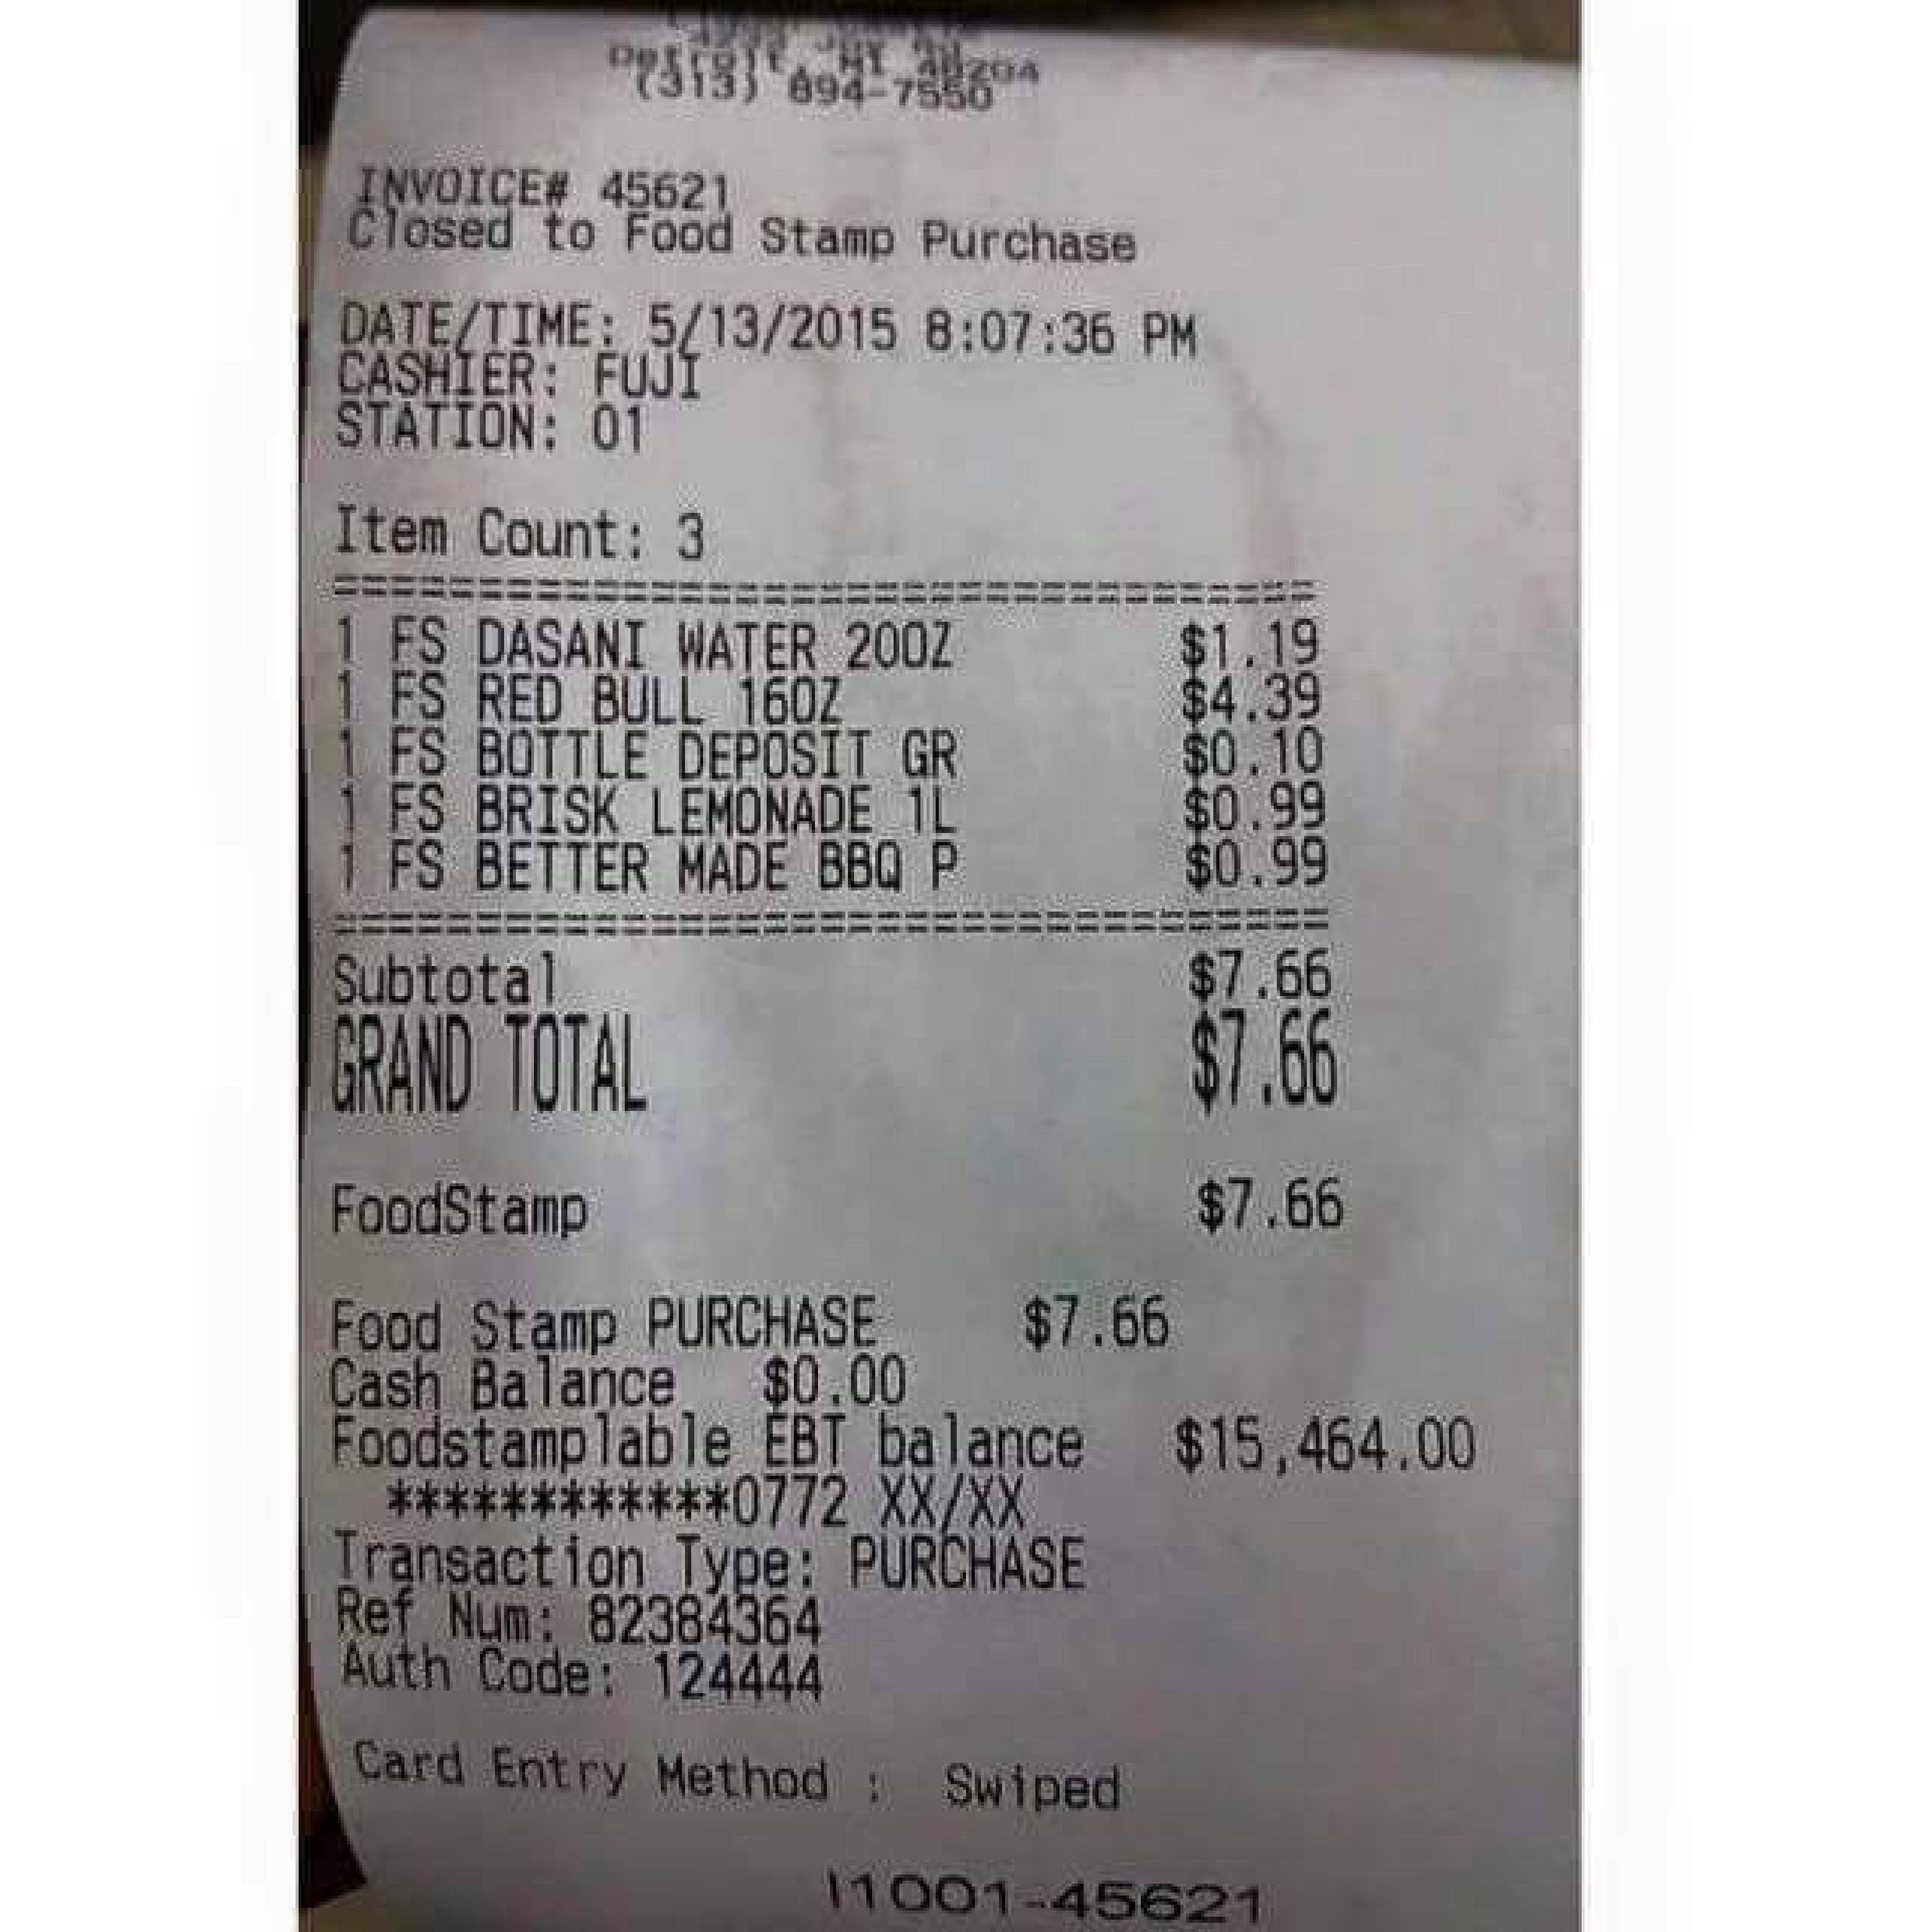 Detroit, MI 48204
(313) 894-7550
INVOICE# 45621
Closed to Food Stamp Purchase
DATE/TIME: 5/13/2015 8:07:36 PM
CASHIER: FUJI
STATION: 01
Item Count: 3
1 FS DASANI WATER 20OZ $1.19
1 FS RED BULL 16OZ $4.39
1 FS BOTTLE DEPOSIT GR $0.10
1 FS BRISK LEMONADE 1L $0.99
1 FS BETTER MADE BBQ P $0.99
Subtotal $7.66
GRAND TOTAL $7.66
FoodStamp $7.66
Food Stamp PURCHASE $7.66
Cash Balance $0.00
Foodstamplable EBT balance $15,464.00
************0772 XX/XX
Transaction Type: PURCHASE
Ref Num: 82384364
Auth Code: 124444
Card Entry Method : Swiped
I1001-45621